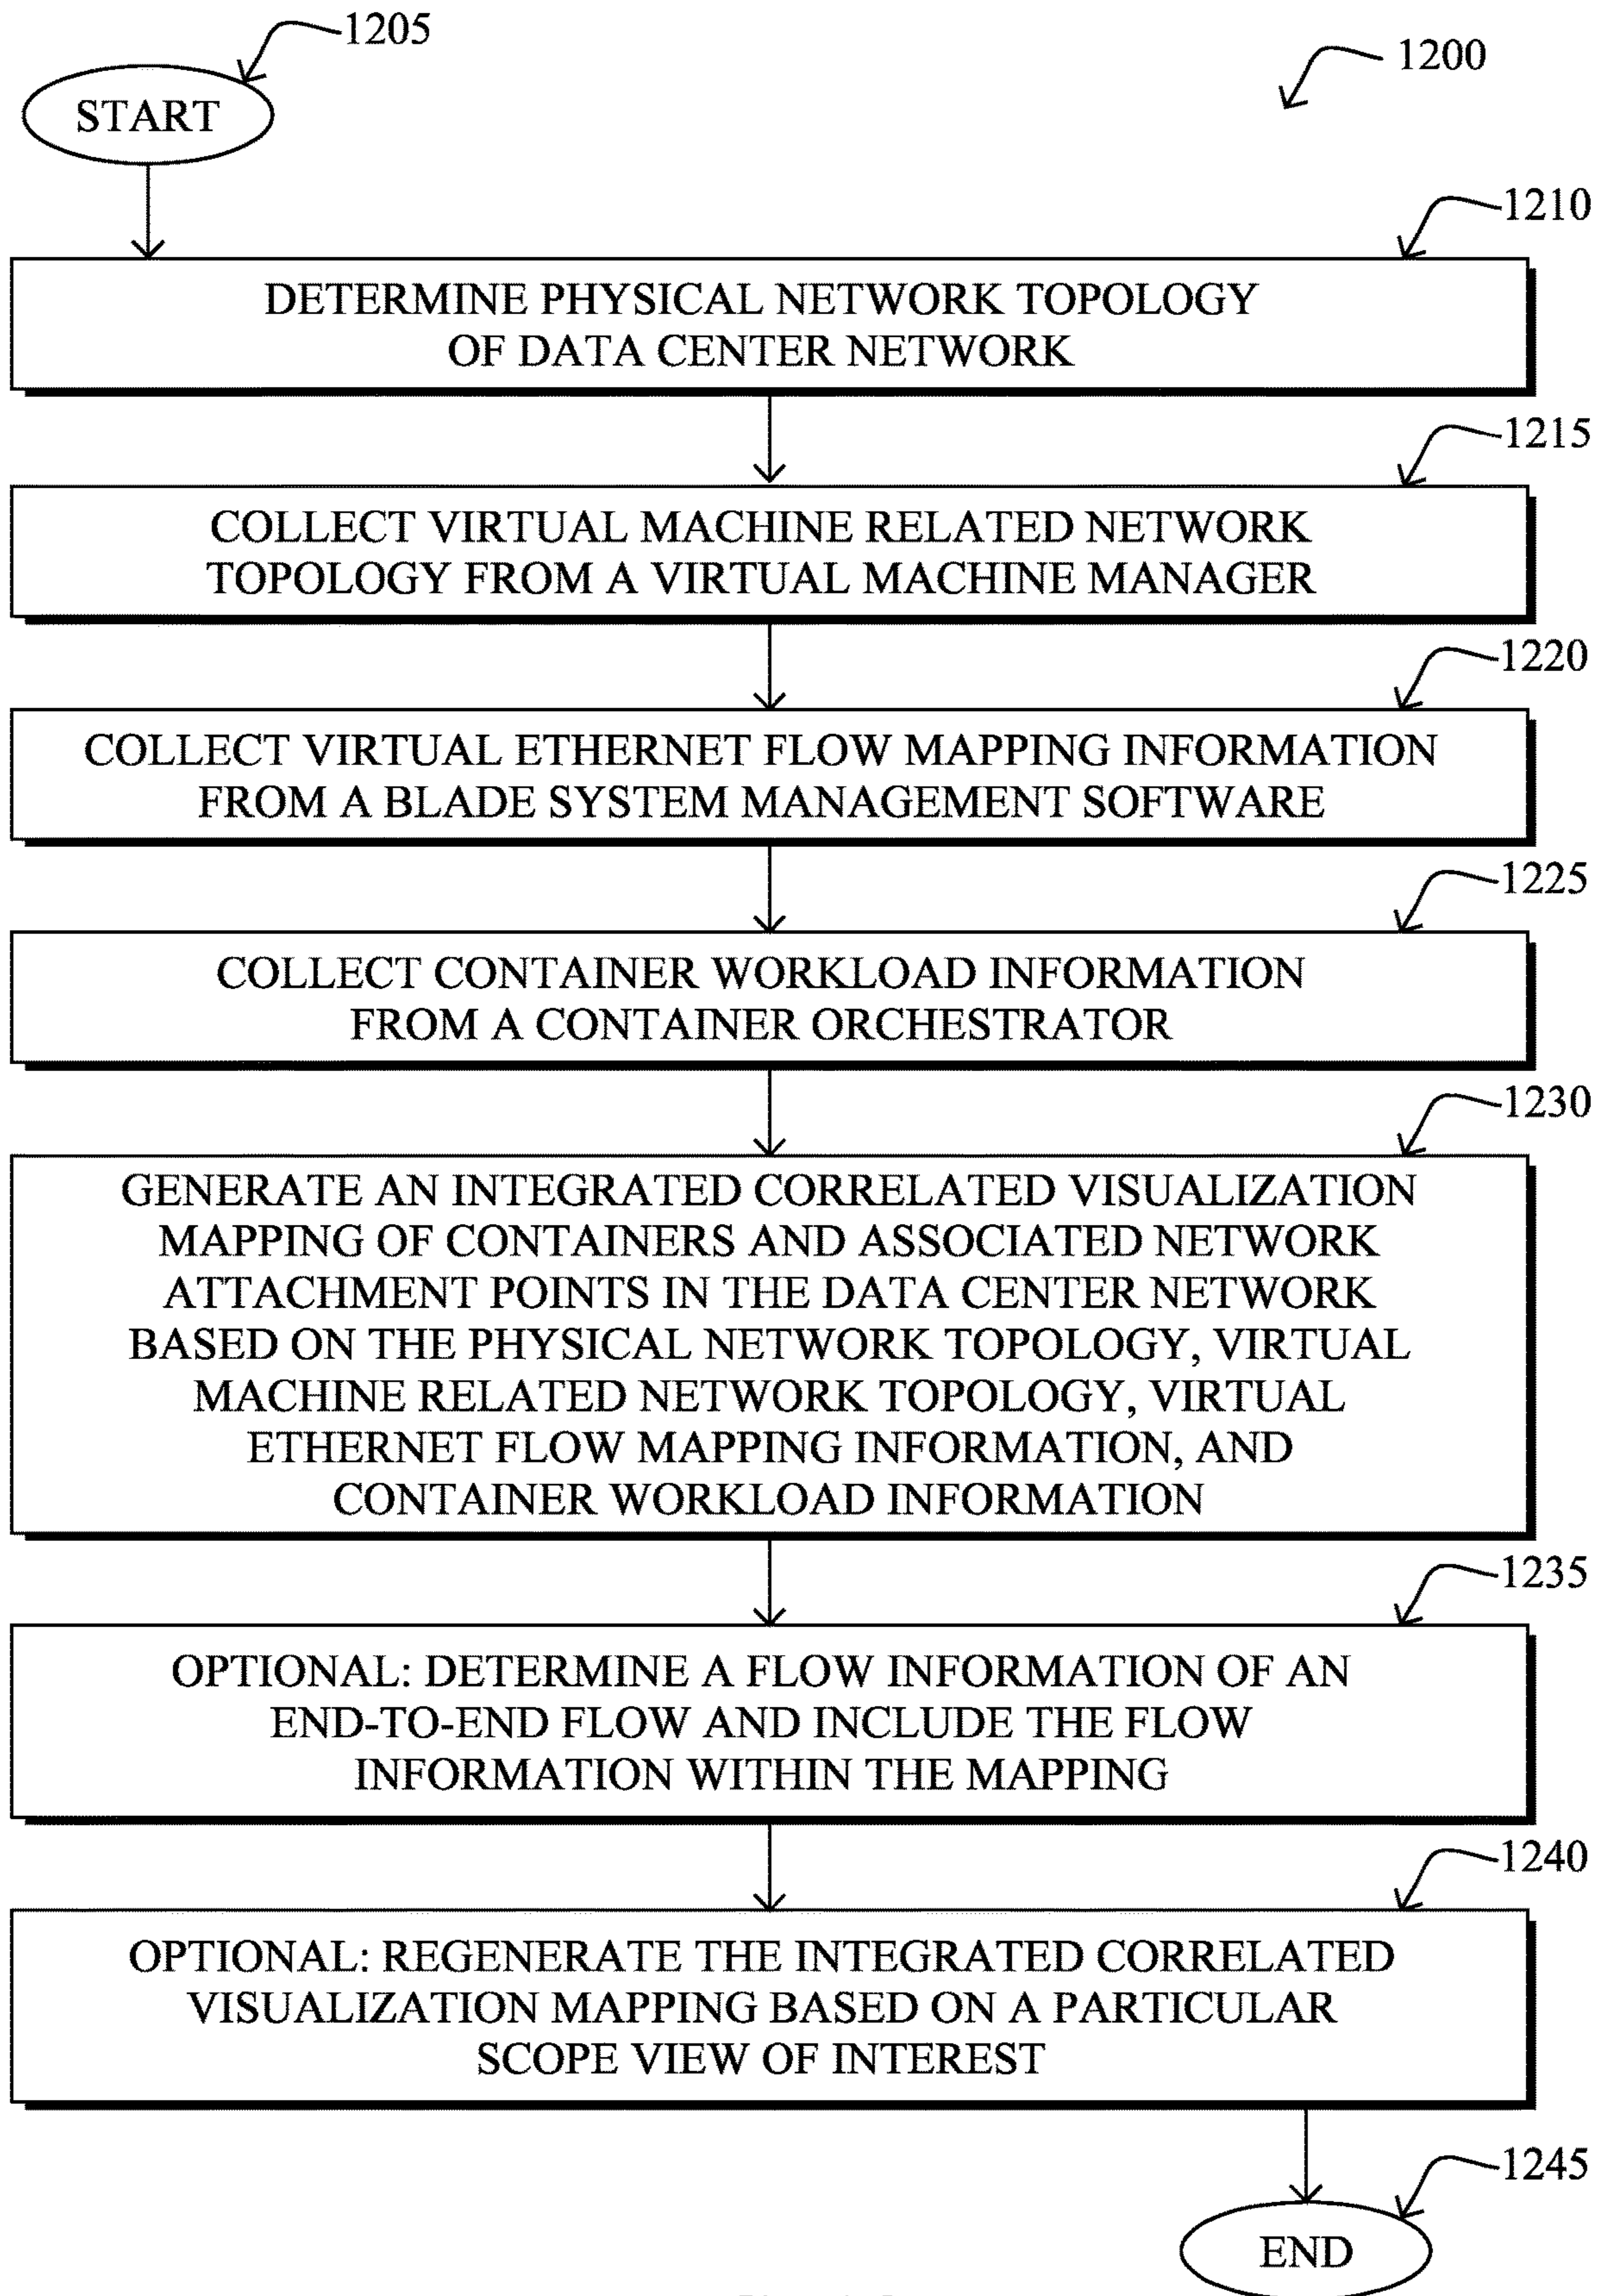 1205
1200
START
1210
DETERMINE PHYSICAL NETWORK TOPOLOGY
OF DATA CENTER NETWORK
1215
COLLECT VIRTUAL MACHINE RELATED NETWORK
TOPOLOGY FROM A VIRTUAL MACHINE MANAGER
1220
COLLECT VIRTUAL ETHERNET FLOW MAPPING INFORMATION
FROM A BLADE SYSTEM MANAGEMENT SOFTWARE
1225
COLLECT CONTAINER WORKLOAD INFORMATION
FROM A CONTAINER ORCHESTRATOR
1230
GENERATE AN INTEGRATED CORRELATED VISUALIZATION
MAPPING OF CONTAINERS AND ASSOCIATED NETWORK
ATTACHMENT POINTS IN THE DATA CENTER NETWORK
BASED ON THE PHYSICAL NETWORK TOPOLOGY, VIRTUAL
MACHINE RELATED NETWORK TOPOLOGY, VIRTUAL
ETHERNET FLOW MAPPING INFORMATION, AND
CONTAINER WORKLOAD INFORMATION
1235
OPTIONAL: DETERMINE A FLOW INFORMATION OF AN
END-TO-END FLOW AND INCLUDE THE FLOW
INFORMATION WITHIN THE MAPPING
1240
OPTIONAL: REGENERATE THE INTEGRATED CORRELATED
VISUALIZATION MAPPING BASED ON A PARTICULAR
SCOPE VIEW OF INTEREST
1245
END